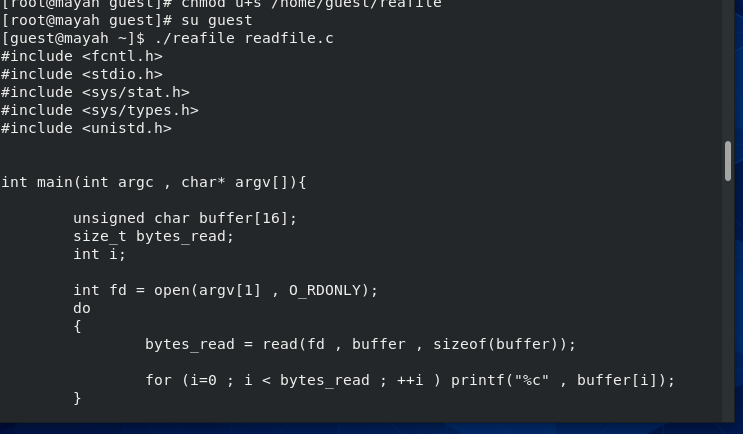 [root@mayah guest]# chmod u+s /home/guest/reafile
[root@mayah guest]# su guest
[guest@mayah ~]$ ./reafile readfile.c
#include <fcntl.h>
#include <stdio.h>
#include <sys/stat.h>
#include <sys/types.h>
#include <unistd.h>
int main(int argc , char* argv[]){
unsigned char buffer[16];
size_t bytes_read;
int i;
int fd = open(argv[1] , O_RDONLY);
do
{
bytes_read = read(fd , buffer , sizeof(buffer));
for (i=0 ; i < bytes_read ; ++i ) printf("%c" , buffer[i]);
}